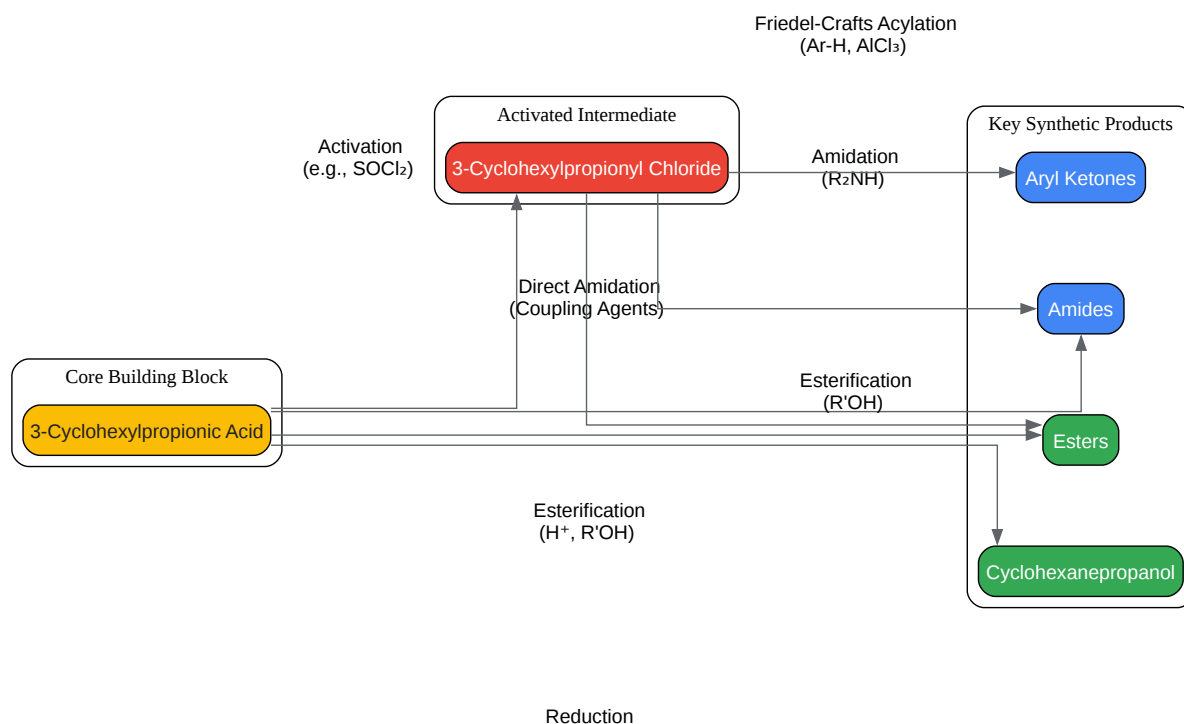 Friedel-Crafts Acylation
(Ar-H, AlCl₃)
Activated Intermediate
3-Cyclohexylpropionyl Chloride
Activation
(e.g., SOCl₂)
Amidation
(R₂NH)
Key Synthetic Products
Aryl Ketones
Direct Amidation
(Coupling Agents)
Amides
Core Building Block
3-Cyclohexylpropionic Acid
Esterification
(R'OH)
Esters
Esterification
(H⁺, R'OH)
Cyclohexanepropanol
Reduction